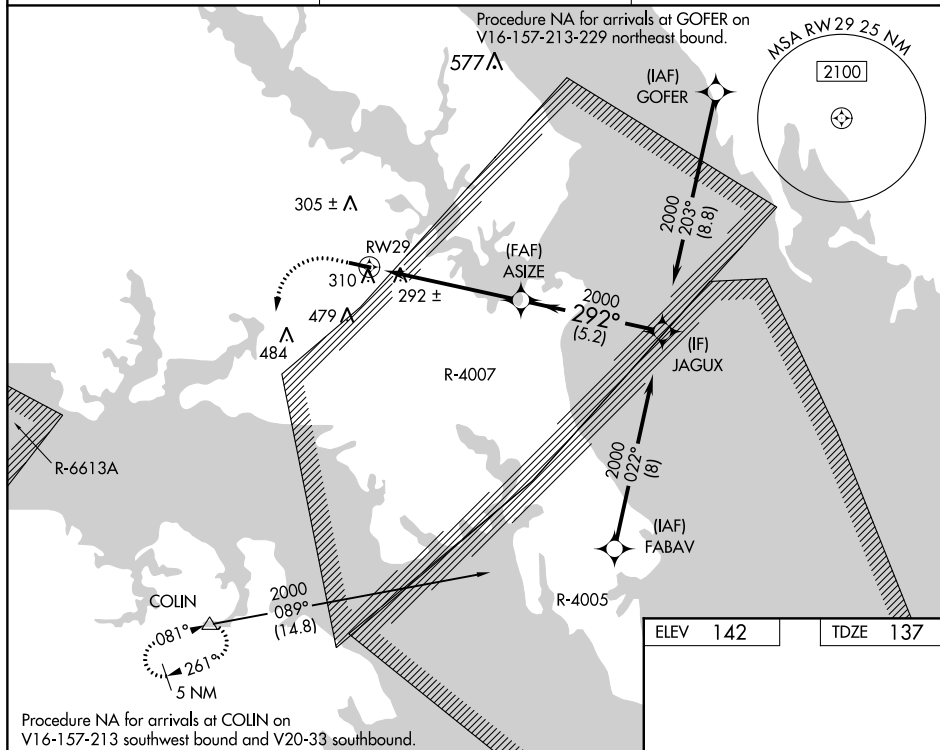 Procedure NA for arrivals at GOFER on
V16-157-213-229 northeast bound.
MSA RW29 25 NM
2100
577
(IAF)
GOFER
2000
203°
(8.8)
305 ±
RW29
310
292 ±
(FAF)
ASIZE
2000
292°
(5.2)
(IF)
JAGUX
479
484
R-4007
R-6613A
2000
022°
(8)
(IAF)
FABAV
R-4005
COLIN
2000
089°
(14.8)
081°
261°
5 NM
ELEV 142
TDZE 137
Procedure NA for arrivals at COLIN on
V16-157-213 southwest bound and V20-33 southbound.